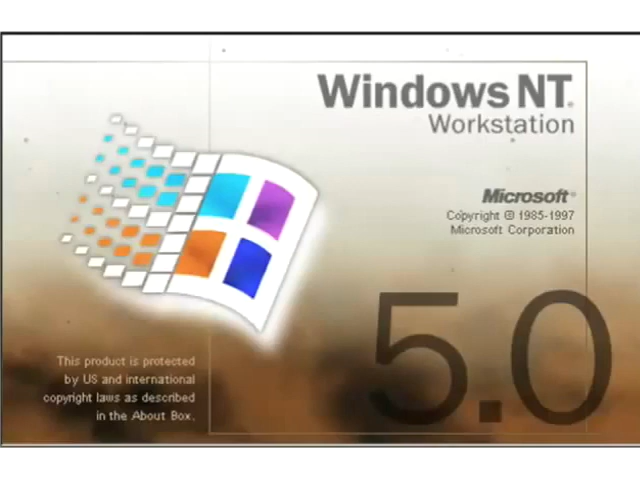 Windows NT®
Workstation
Microsoft®
Copyright © 1985-1997
Microsoft Corporation
5.0
This product is protected
by US and international
copyright laws as described
in the About Box.